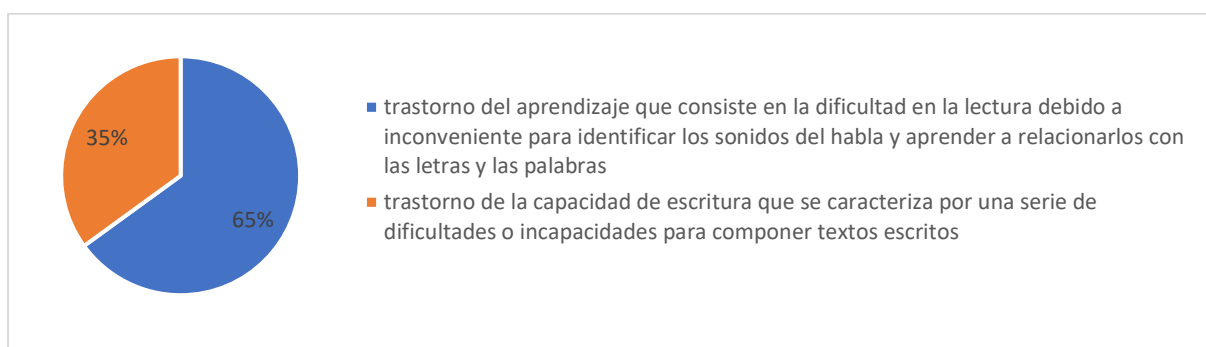 35%
65%
trastorno del aprendizaje que consiste en la dificultad en la lectura debido a
inconveniente para identificar los sonidos del habla y aprender a relacionarlos con
las letras y las palabras
trastorno de la capacidad de escritura que se caracteriza por una serie de
dificultades o incapacidades para componer textos escritos